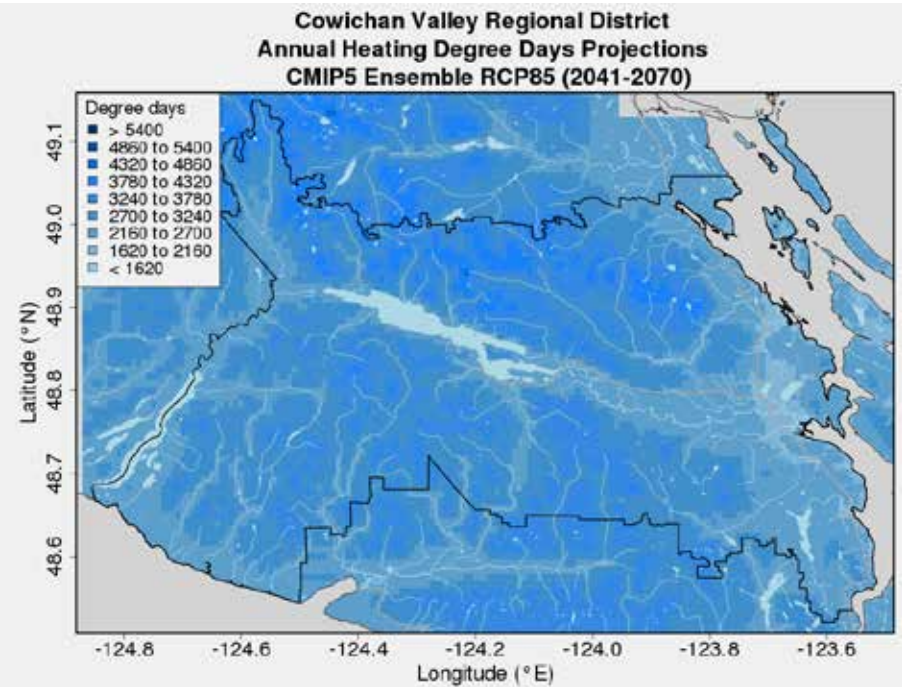 Cowichan Valley Regional District
Annual Heating Degree Days Projections
CMIP5 Ensemble RCP85 (2041-2070)
Degree days
> 5400
4860 to 5400
4320 to 4860
3780 to 4320
3240 to 3780
2700 to 3240
2160 to 2700
1620 to 2160
< 1620
49.1
49.0
48.9
48.8
48.7
48.6
Latitude (°N)
-124.8 -124.6 -124.4 -124.2 -124.0 -123.8 -123.6
Longitude (°E)